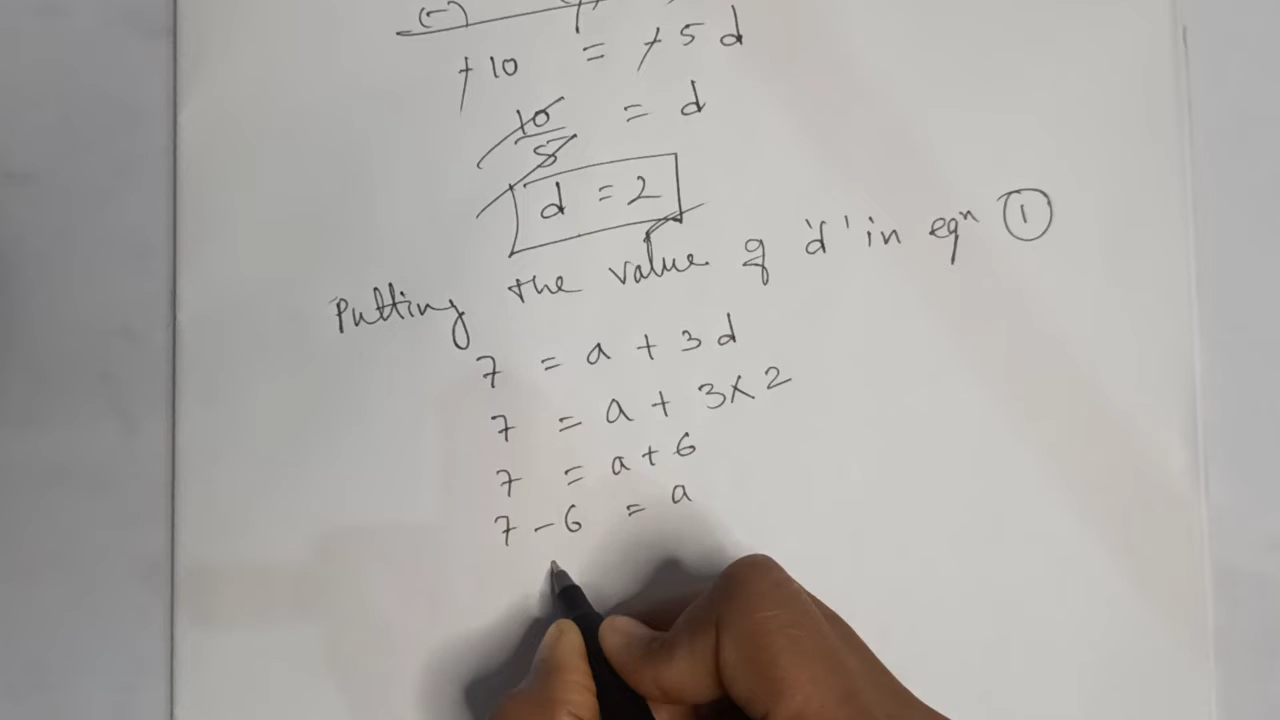 (-)
+10 = +5d
10/5 = d
d = 2
Putting the value of 'd' in eqn ①
7 = a + 3d
7 = a + 3×2
7 = a + 6
7 - 6 = a